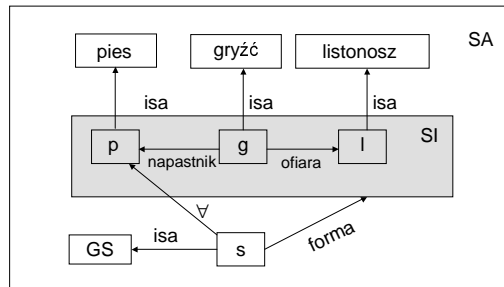 pies
gryźć
listonosz
SA
isa
isa
isa
SI
p
g
l
napastnik
ofiara
∀
forma
GS
isa
s